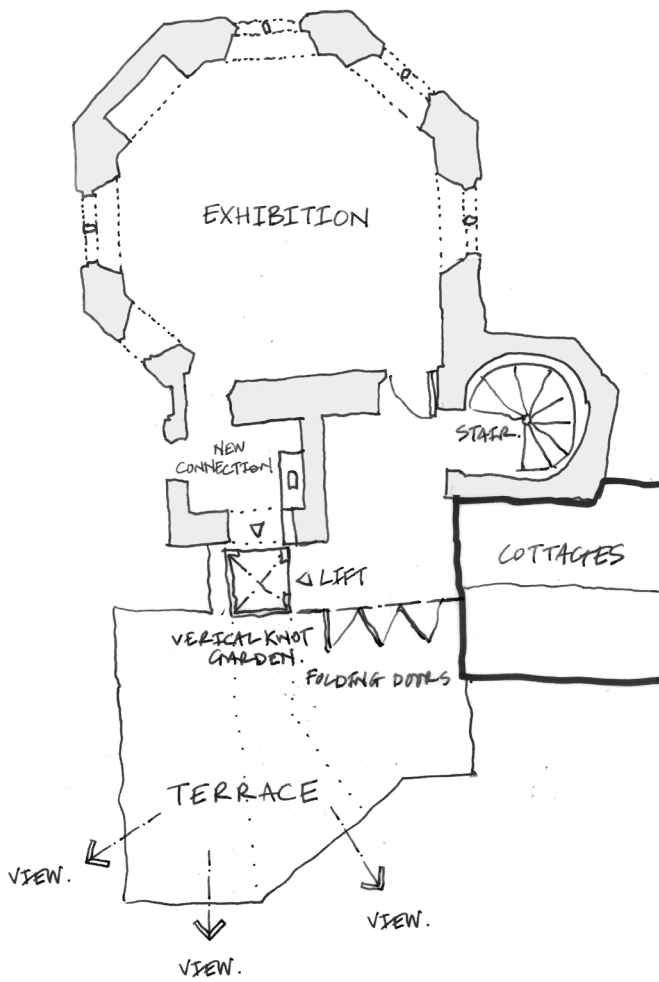 EXHIBITION
STAIR.
NEW
CONNECTION
COTTAGES
LIFT
VERICAL KNOT
GARDEN.
FOLDING DOORS
TERRACE
VIEW.
VIEW.
VIEW.